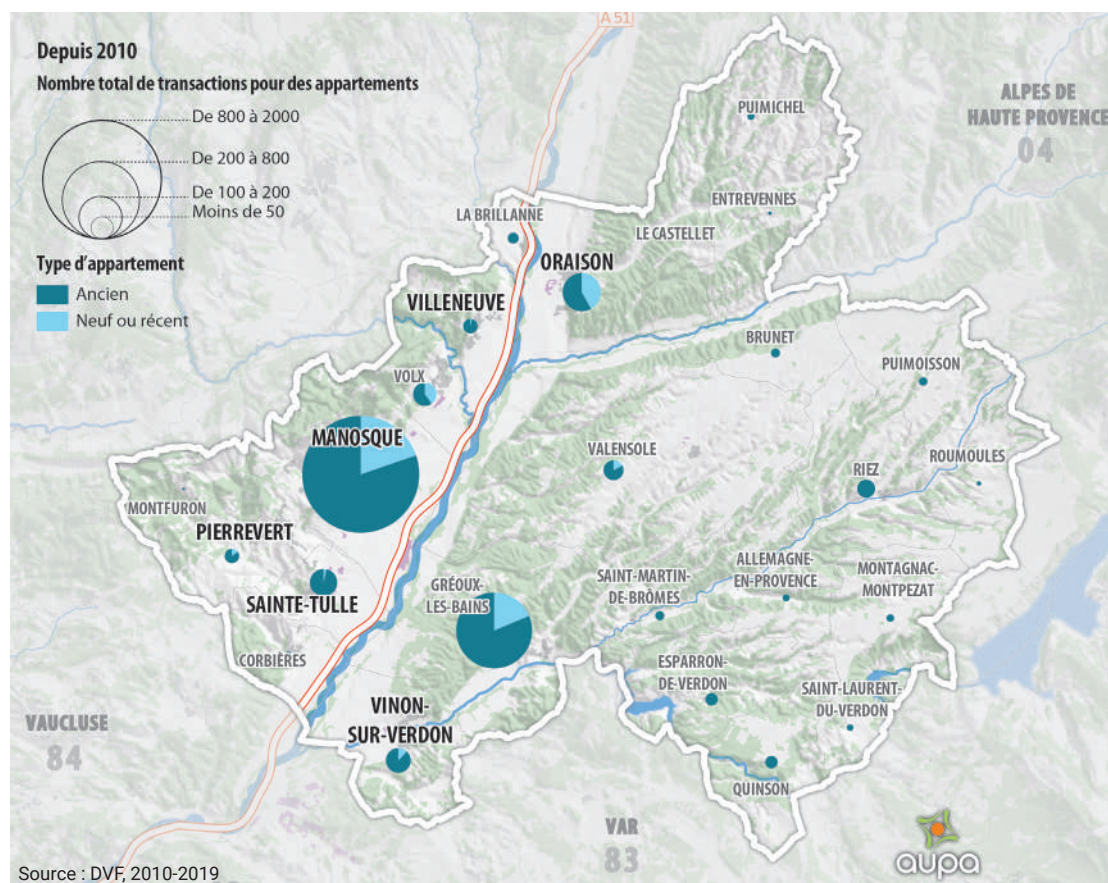 Depuis 2010
Nombre total de transactions pour des appartements
De 800 à 2000
De 200 à 800
De 100 à 200
Moins de 50
Type d'appartement
Ancien
Neuf ou récent
A 51
ALPES DE
HAUTE PROVENCE
04
PUIMICHEL
ENTREVENNES
LA BRILLANNE
LE CASTELLET
ORAISON
VILLENEUVE
BRUNET
PUIMOISSON
VOLX
MANOSQUE
VALENSOLE
ROUMOULES
RIEZ
MONTFURON
PIERREVERT
SAINTE-TULLE
GRÉOUX-
LES-BAINS
SAINT-MARTIN-
DE-BRÔMES
ALLEMAGNE-
EN-PROVENCE
MONTAGNAC-
MONTPEZAT
CORBIÈRES
ESPARRON-
DE-VERDON
SAINT-LAURENT-
DU-VERDON
VINON-
SUR-VERDON
VAUCLUSE
84
QUINSON
VAR
83
aupa
Source : DVF, 2010-2019